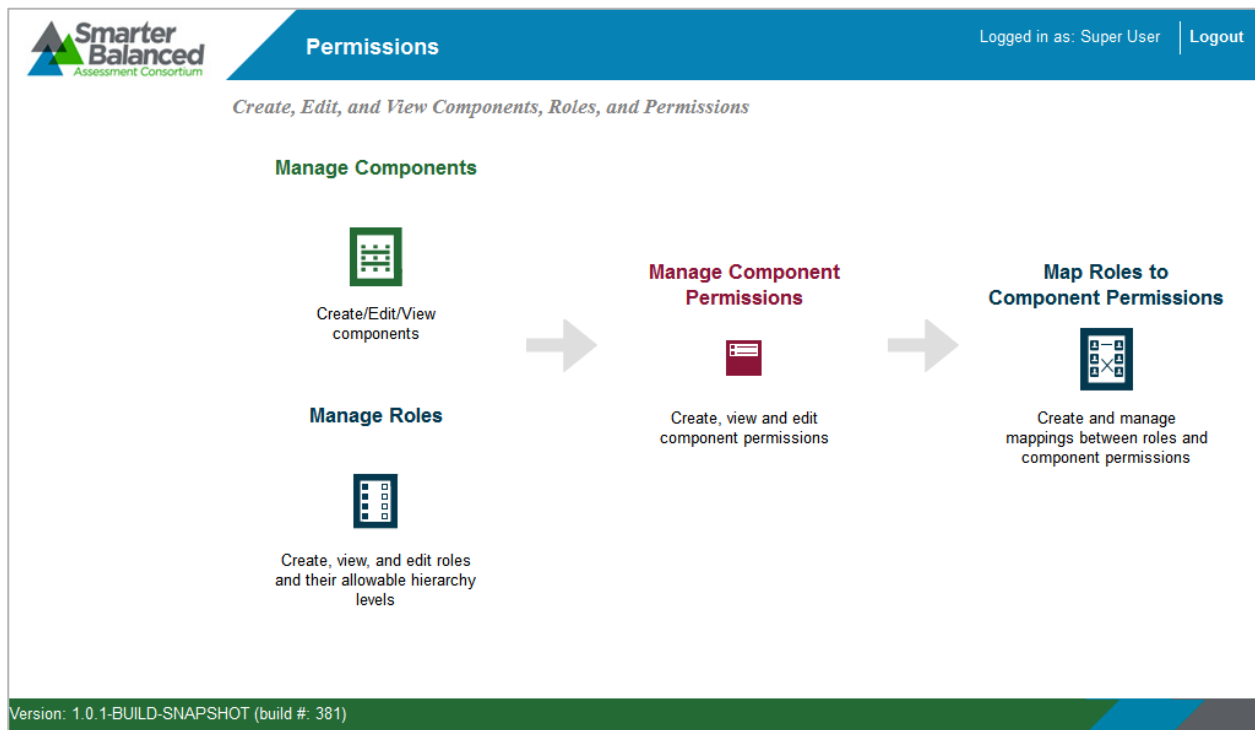 Smarter
Balanced
Assessment Consortium
Permissions
Logged in as: Super User
Logout
Create, Edit, and View Components, Roles, and Permissions
Manage Components
Create/Edit/View
components
Manage Roles
Create, view, and edit roles
and their allowable hierarchy
levels
Manage Component
Permissions
Create, view and edit
component permissions
Map Roles to
Component Permissions
Create and manage
mappings between roles and
component permissions
Version: 1.0.1-BUILD-SNAPSHOT (build #: 381)